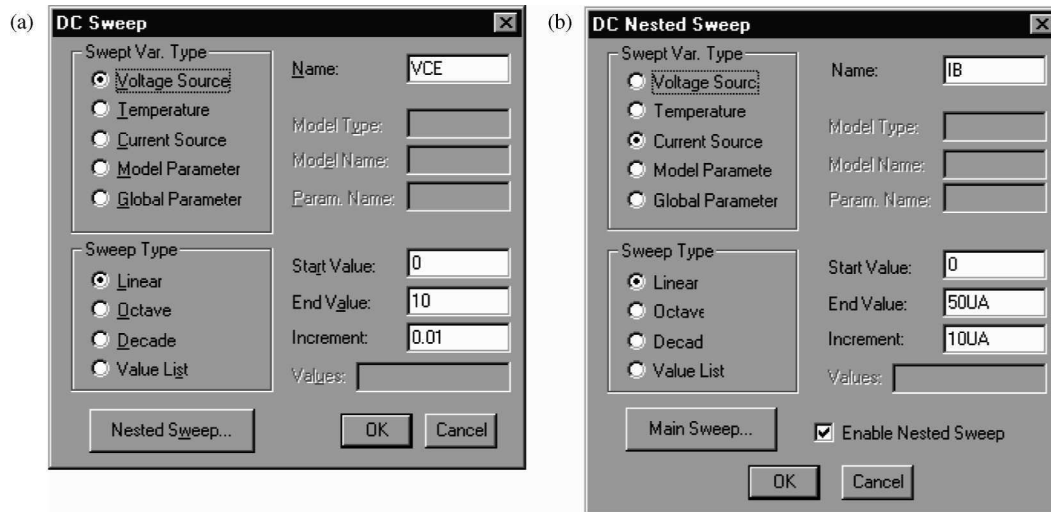 (a)
DC Sweep
Swept Var. Type
Voltage Source
Temperature
Current Source
Model Parameter
Global Parameter
Name: VCE
Model Type:
Model Name:
Param. Name:
Sweep Type
Linear
Octave
Decade
Value List
Start Value: 0
End Value: 10
Increment: 0.01
Values:
Nested Sweep...
OK
Cancel
(b)
DC Nested Sweep
Swept Var. Type
Voltage Sourc
Temperature
Current Source
Model Paramete
Global Parameter
Name: IB
Model Type:
Model Name:
Param. Name:
Sweep Type
Linear
Octave
Decad
Value List
Start Value: 0
End Value: 50UA
Increment: 10UA
Values:
Main Sweep...
Enable Nested Sweep
OK
Cancel